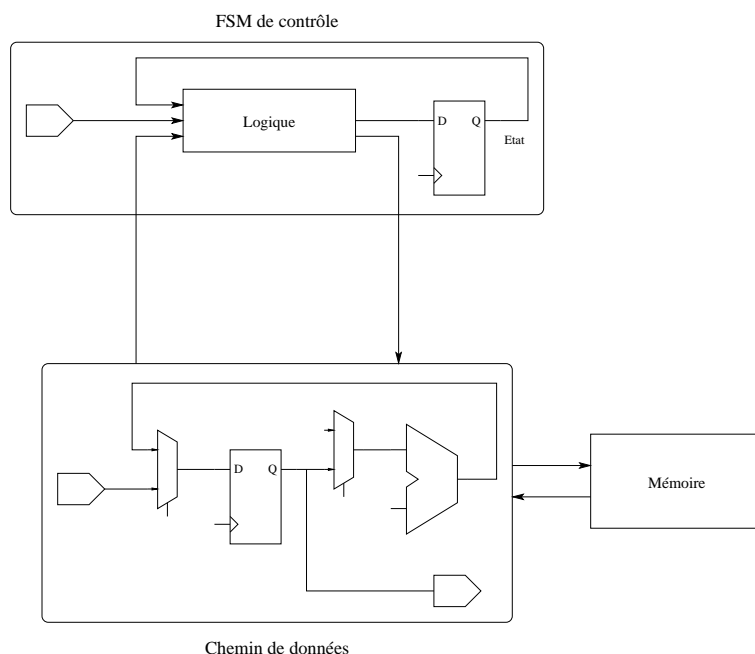 FSM de contrôle
Logique
D Q
Etat
D Q
Mémoire
Chemin de données